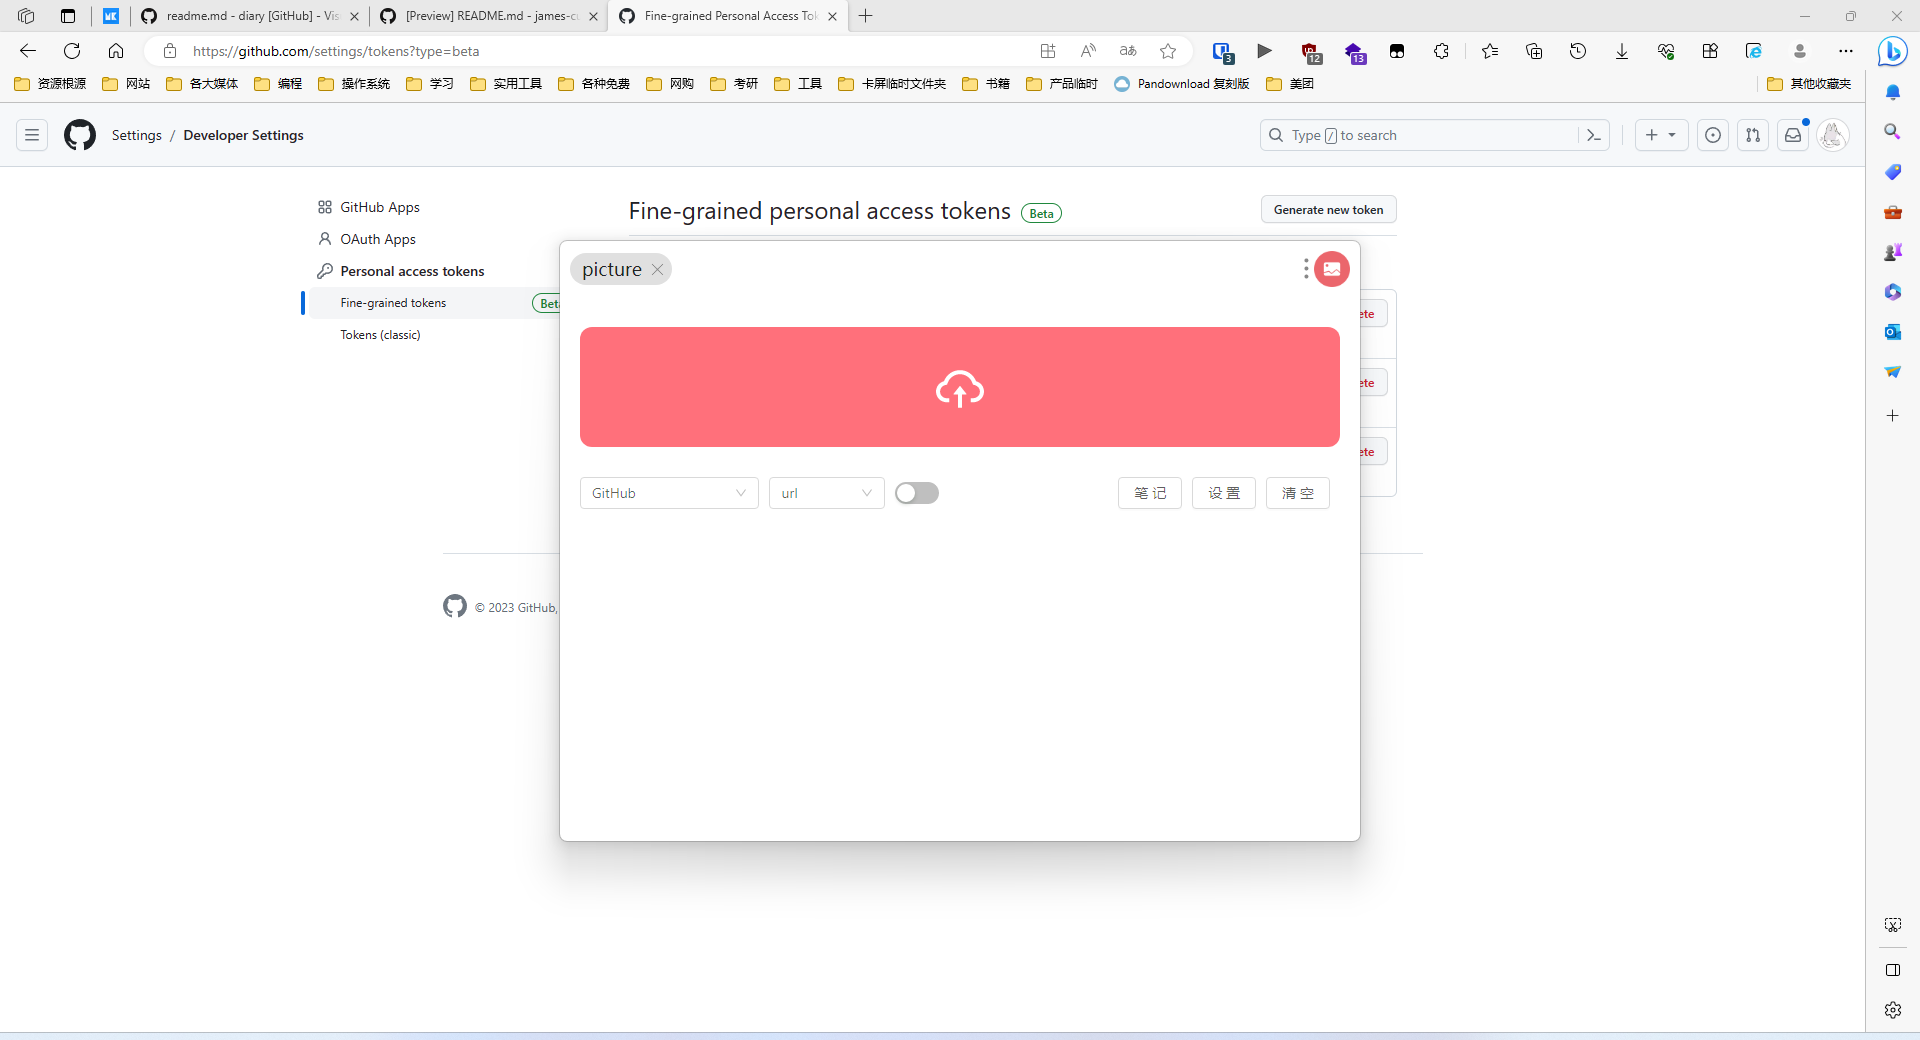 readme.md - diary [GitHub] - Vis
[Preview] README.md - james-cu
Fine-grained Personal Access Tok
https://github.com/settings/tokens?type=beta
aあ
3
12
13
资源根源 网站 各大媒体 编程 操作系统 学习 实用工具 各种免费 网购 考研 工具 卡屏临时文件夹 书籍 产品临时 Pandownload 复刻版 美团 其他收藏夹
Settings / Developer Settings
Type / to search
GitHub Apps
OAuth Apps
Personal access tokens
Fine-grained tokens Beta
Tokens (classic)
Fine-grained personal access tokens Beta
Generate new token
picture
ete
ete
ete
GitHub
url
笔 记
设 置
清 空
© 2023 GitHub,